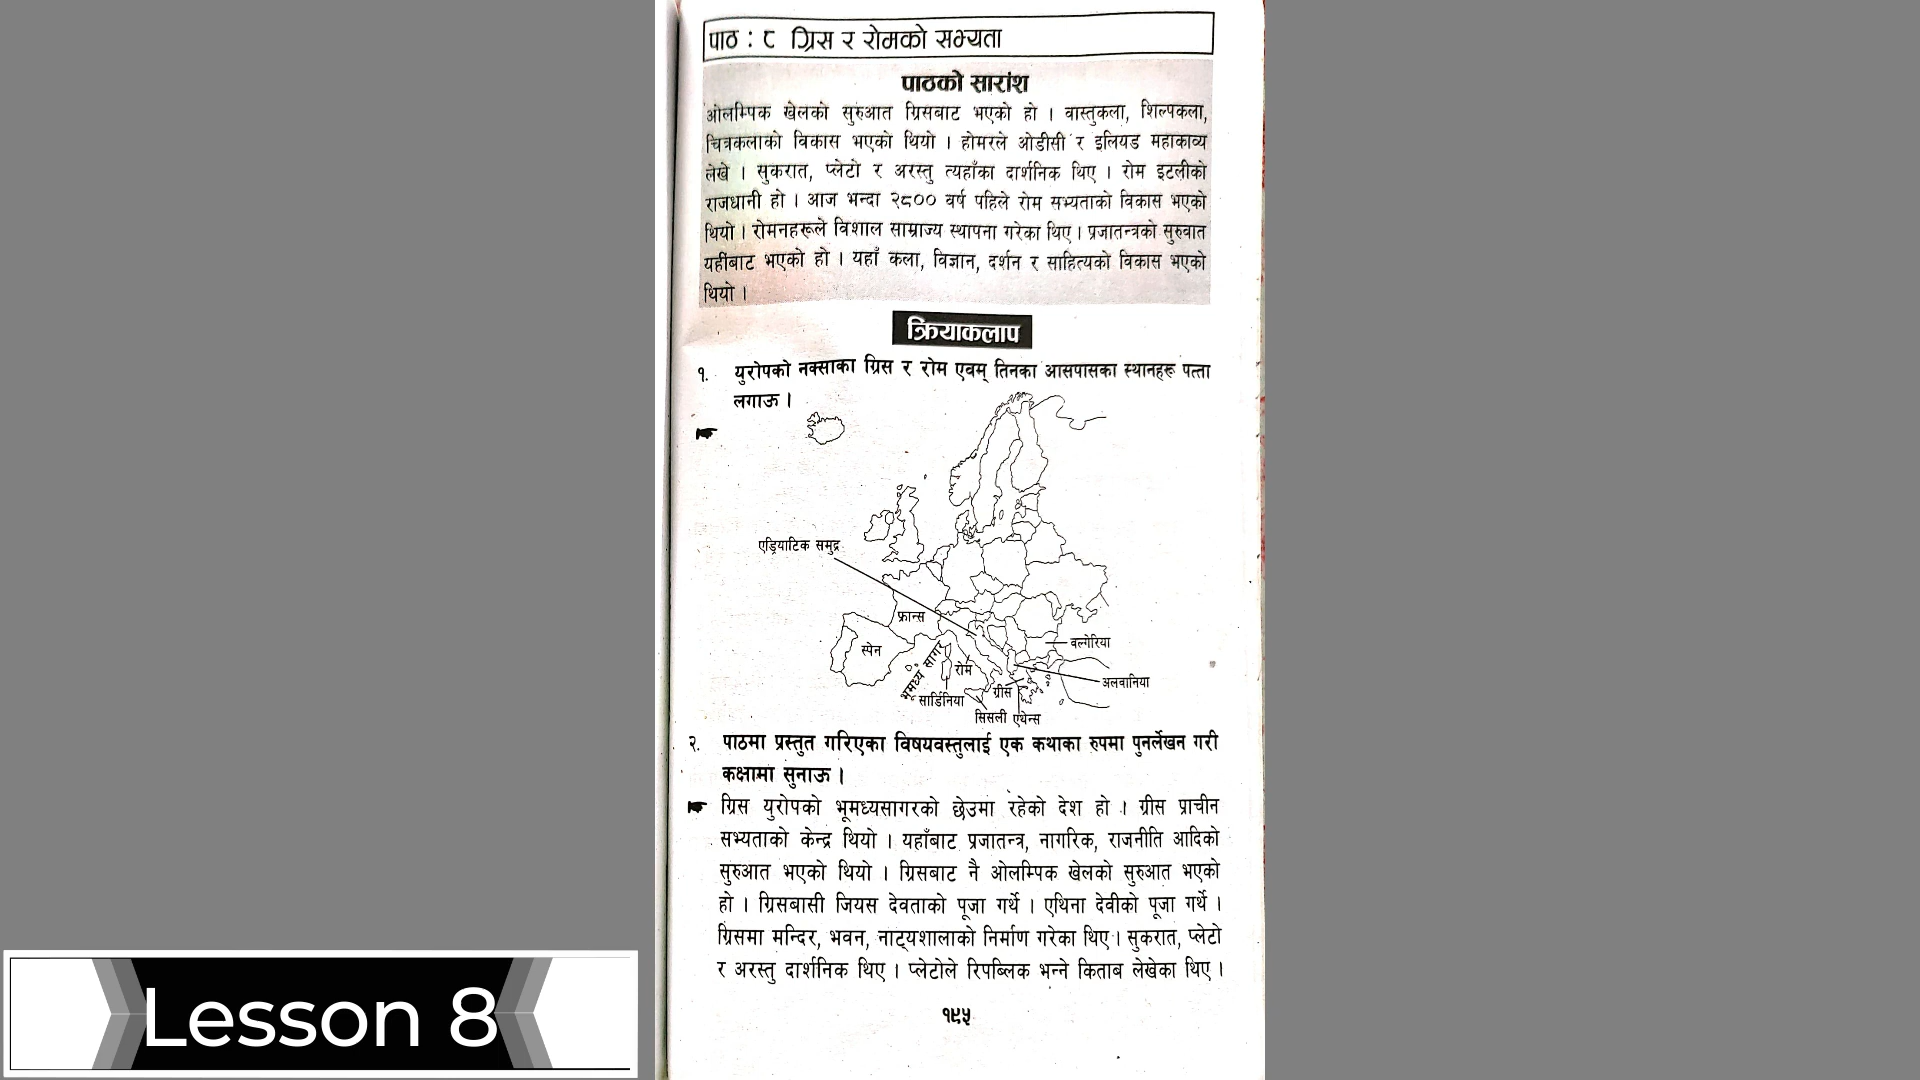 पाठ : ८ ग्रिस र रोमको सभ्यता
पाठको सारांश
ओलम्पिक खेलको सुरुआत ग्रिसबाट भएको हो । वास्तुकला, शिल्पकला,
चित्रकलाको विकास भएको थियो । होमरले ओडीसी र इलियड महाकाव्य
लेखे । सुकरात, प्लेटो र अरस्तु त्यहाँका दार्शनिक थिए । रोम इटलीको
राजधानी हो । आज भन्दा २८०० वर्ष पहिले रोम सभ्यताको विकास भएको
थियो । रोमनहरूले विशाल साम्राज्य स्थापना गरेका थिए । प्रजातन्त्रको सुरुवात
यहींबाट भएको हो । यहाँ कला, विज्ञान, दर्शन र साहित्यको विकास भएको
थियो ।
क्रियाकलाप
१. युरोपको नक्साका ग्रिस र रोम एवम् तिनका आसपासका स्थानहरू पत्ता
लगाऊ ।
एड्रियाटिक समुद्र
फ्रान्स
स्पेन
भूमध्य सागर
रोम
वल्गेरिया
अलवानिया
सार्डिनिया
ग्रीस
सिसली एथेन्स
२. पाठमा प्रस्तुत गरिएका विषयवस्तुलाई एक कथाका रुपमा पुनर्लेखन गरी
कक्षामा सुनाऊ ।
ग्रिस युरोपको भूमध्यसागरको छेउमा रहेको देश हो । ग्रीस प्राचीन
सभ्यताको केन्द्र थियो । यहाँबाट प्रजातन्त्र, नागरिक, राजनीति आदिको
सुरुआत भएको थियो । ग्रिसबाट नै ओलम्पिक खेलको सुरुआत भएको
हो । ग्रिसबासी जियस देवताको पूजा गर्थे । एथिना देवीको पूजा गर्थे ।
ग्रिसमा मन्दिर, भवन, नाट्यशालाको निर्माण गरेका थिए । सुकरात, प्लेटो
र अरस्तु दार्शनिक थिए । प्लेटोले रिपब्लिक भन्ने किताब लेखेका थिए ।
१९५
Lesson 8